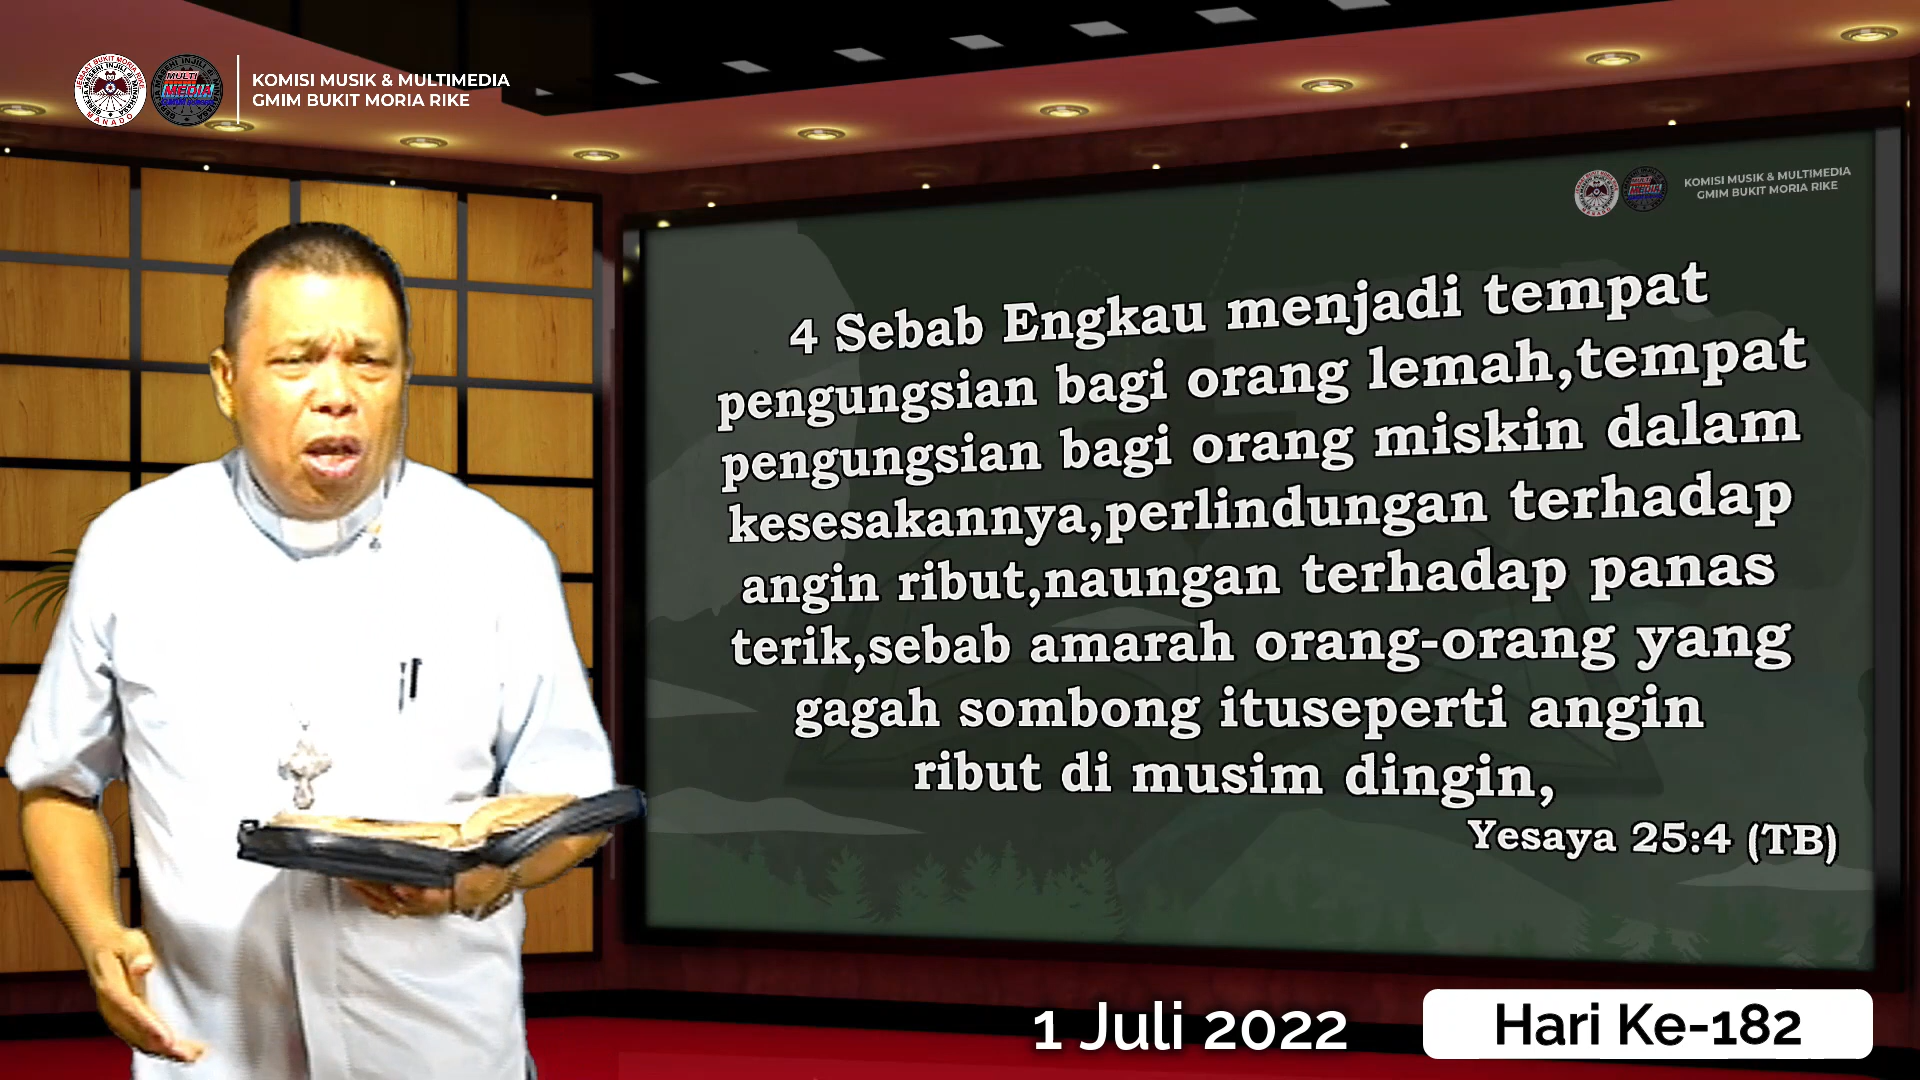 KOMISI MUSIK & MULTIMEDIA
GMIM BUKIT MORIA RIKE
MULTI
MEDIA
MANADO
KOMISI MUSIK & MULTIMEDIA
GMIM BUKIT MORIA RIKE
4 Sebab Engkau menjadi tempat
pengungsian bagi orang lemah,tempat
pengungsian bagi orang miskin dalam
kesesakannya,perlindungan terhadap
angin ribut,naungan terhadap panas
terik,sebab amarah orang-orang yang
gagah sombong ituseperti angin
ribut di musim dingin,
Yesaya 25:4 (TB)
1 Juli 2022
Hari Ke-182